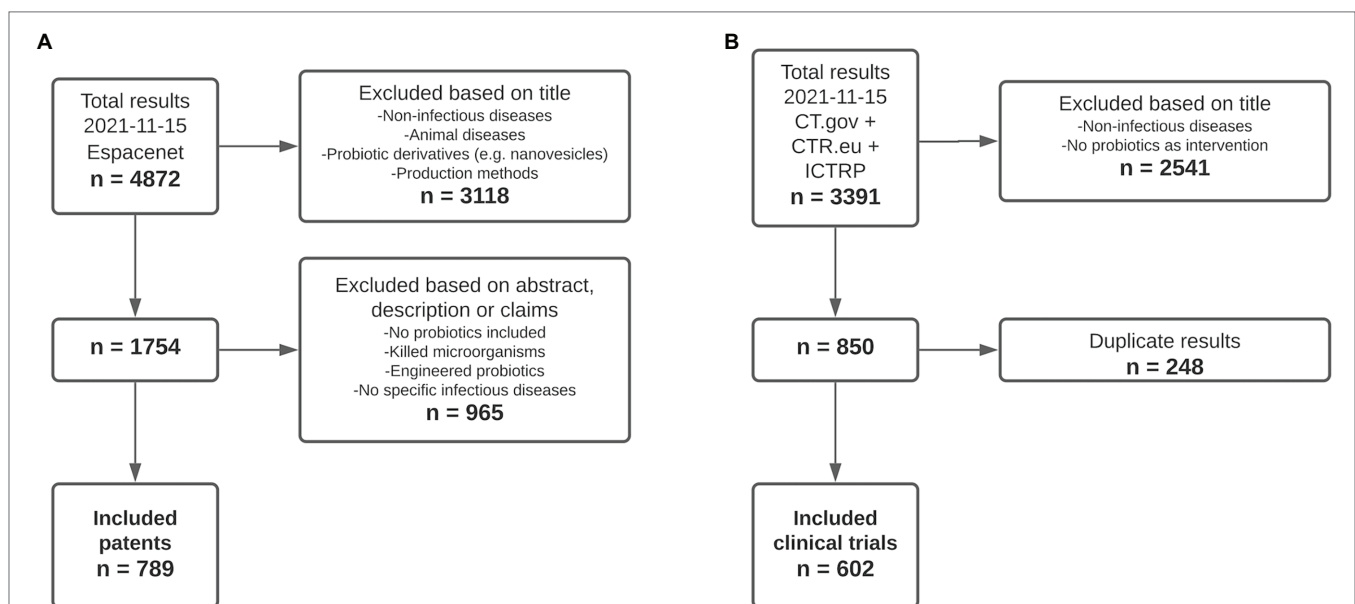 A
Total results
2021-11-15
Espacenet
n = 4872
Excluded based on title
-Non-infectious diseases
-Animal diseases
-Probiotic derivatives (e.g. nanovesicles)
-Production methods
n = 3118
n = 1754
Excluded based on abstract,
description or claims
-No probiotics included
-Killed microorganisms
-Engineered probiotics
-No specific infectious diseases
n = 965
Included
patents
n = 789
B
Total results
2021-11-15
CT.gov +
CTR.eu +
ICTRP
n = 3391
Excluded based on title
-Non-infectious diseases
-No probiotics as intervention
n = 2541
n = 850
Duplicate results
n = 248
Included
clinical trials
n = 602